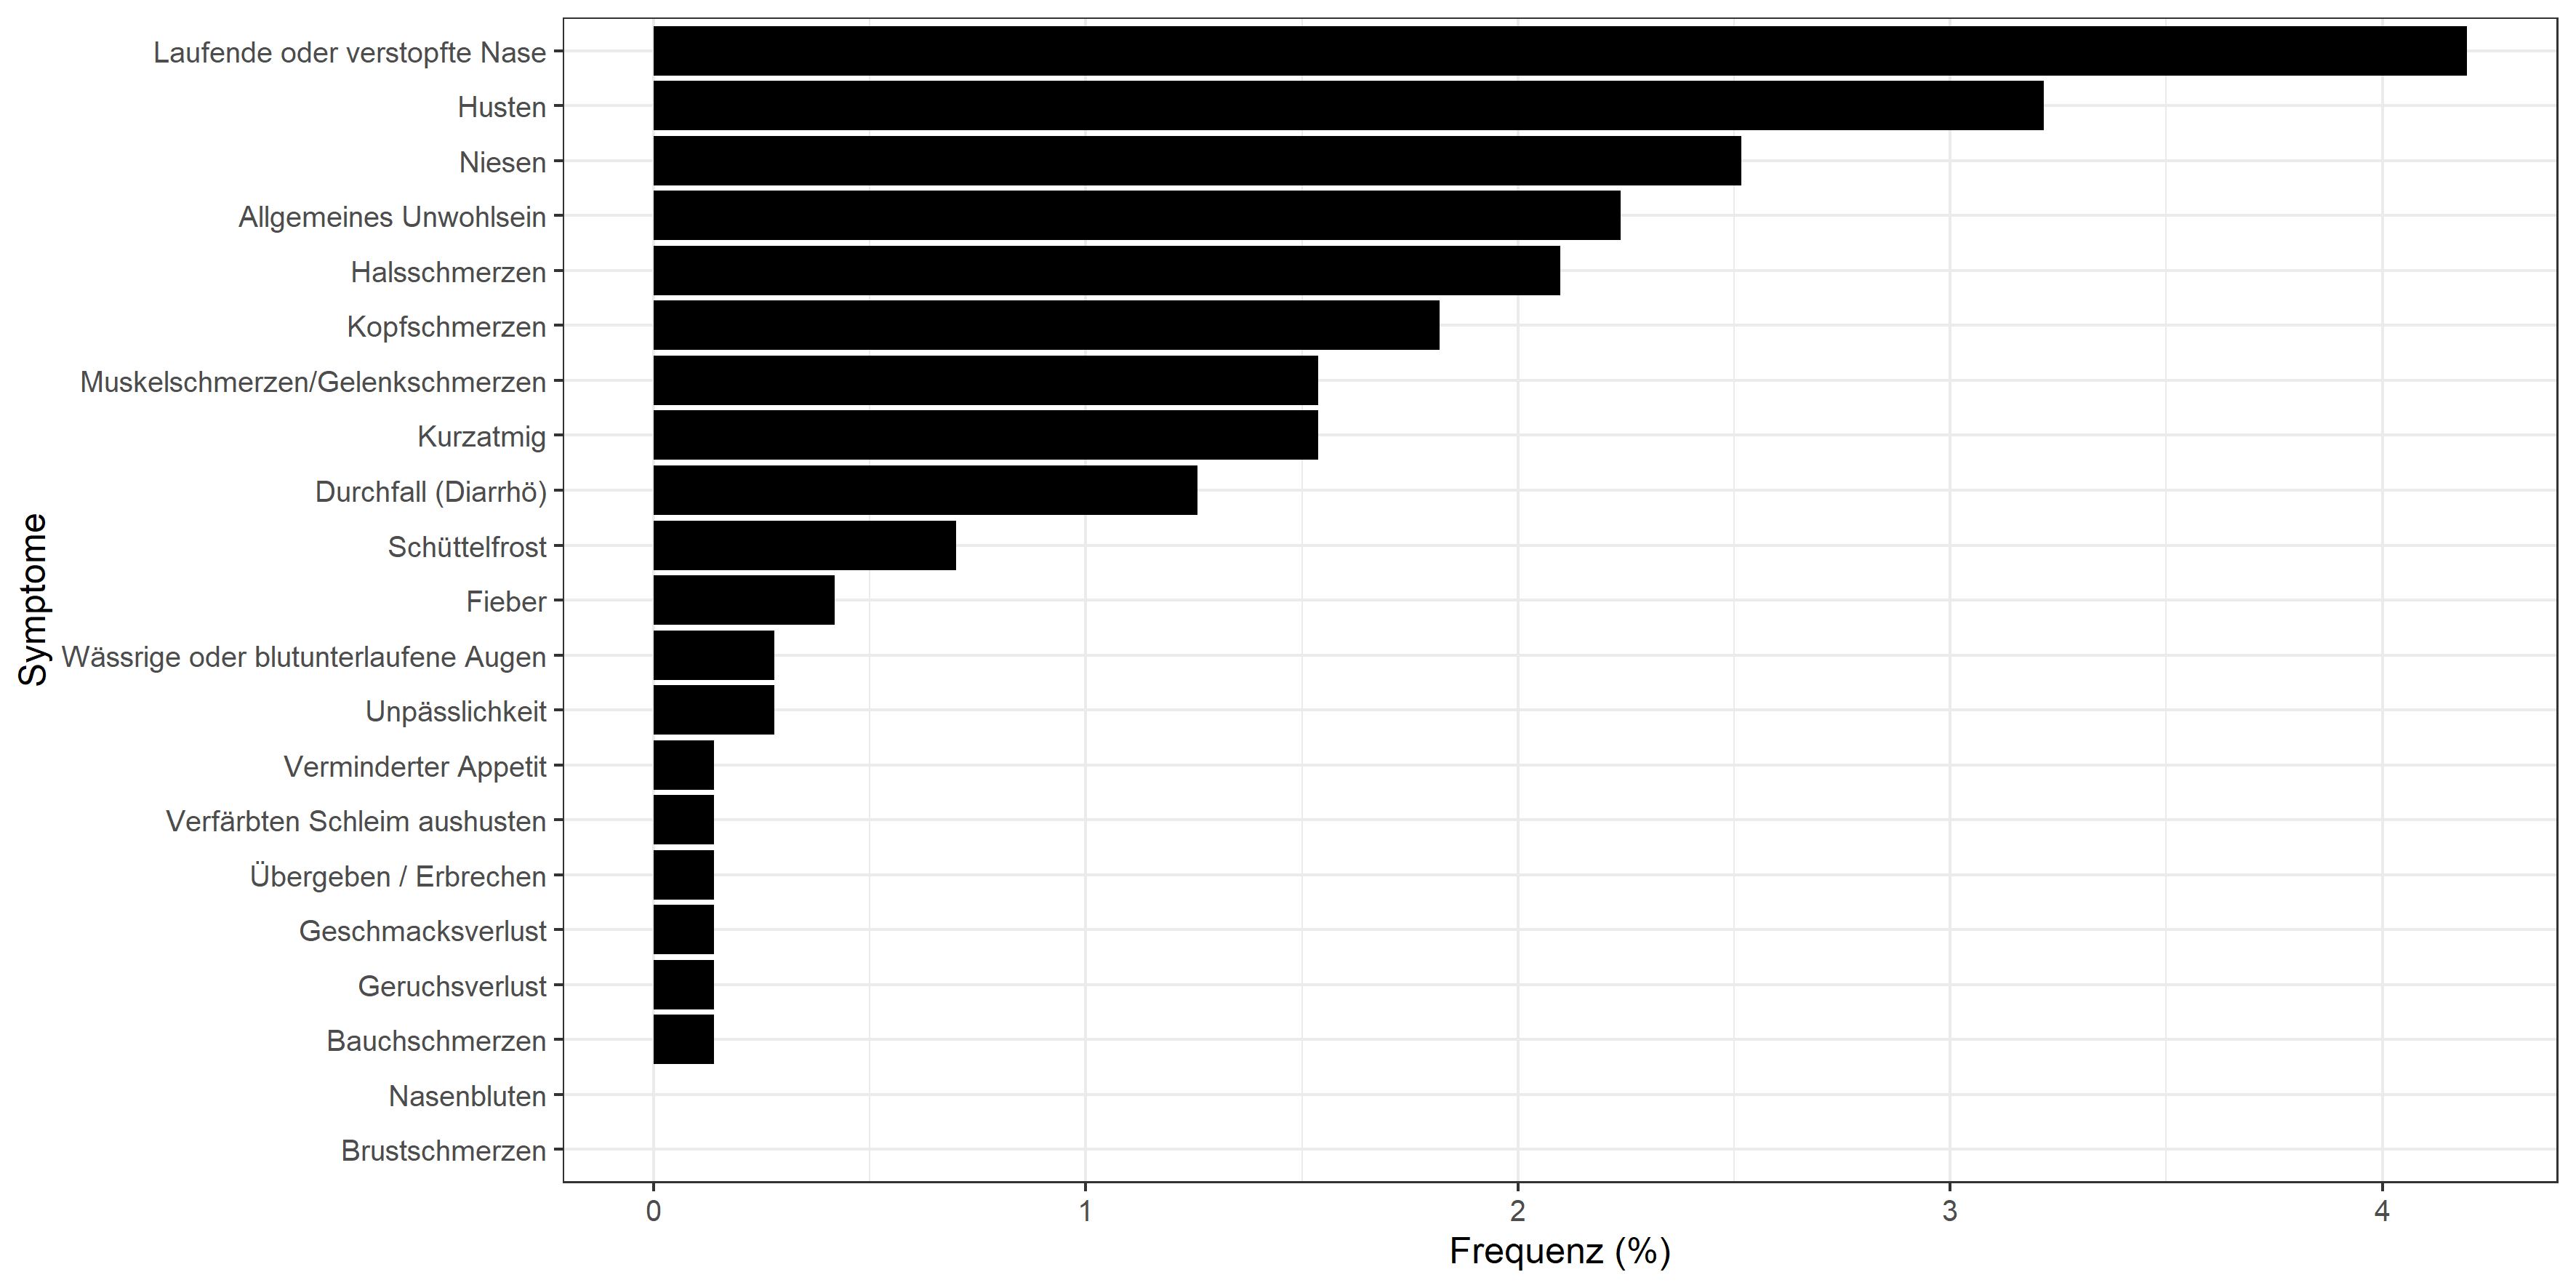 Laufende oder verstopfte Nase
Husten
Niesen
Allgemeines Unwohlsein
Halsschmerzen
Kopfschmerzen
Muskelschmerzen/Gelenkschmerzen
Kurzatmig
Durchfall (Diarrhö)
Schüttelfrost
Fieber
Wässrige oder blutunterlaufene Augen
Unpässlichkeit
Verminderter Appetit
Verfärbten Schleim aushusten
Übergeben / Erbrechen
Geschmacksverlust
Geruchsverlust
Bauchschmerzen
Nasenbluten
Brustschmerzen
Symptome
0 1 2 3 4
Frequenz (%)